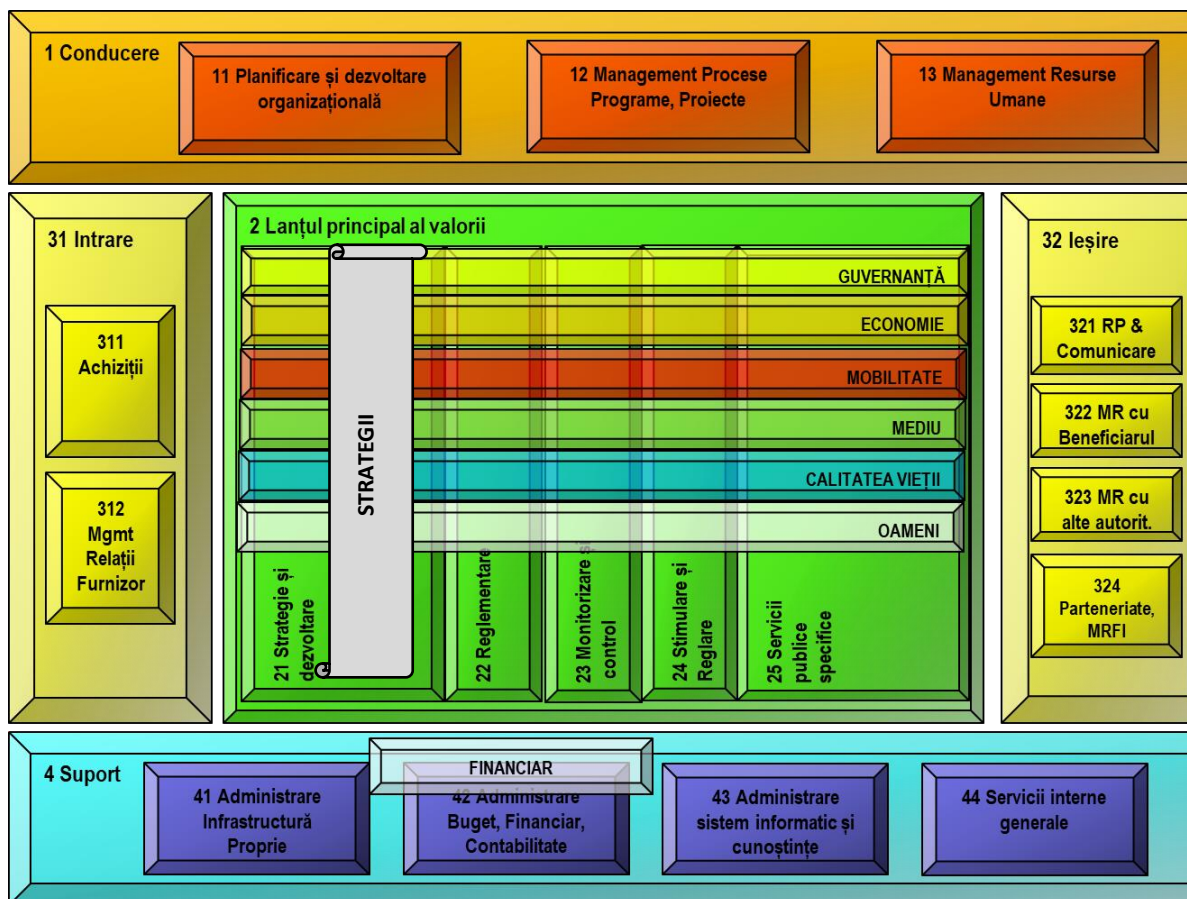 1 Conducere
11 Planificare și dezvoltare
organizațională
12 Management Procese
Programe, Proiecte
13 Management Resurse
Umane
31 Intrare
311
Achiziții
312
Mgmt
Relații
Furnizor
2 Lanțul principal al valorii
STRATEGII
GUVERNANȚĂ
ECONOMIE
MOBILITATE
MEDIU
CALITATEA VIEȚII
OAMENI
21 Strategie și
dezvoltare
22 Reglementare
23 Monitorizare și
control
24 Stimulare și
Reglare
25 Servicii
publice
specifice
32 Ieșire
321 RP &
Comunicare
322 MR cu
Beneficiarul
323 MR cu
alte autorit.
324
Parteneriate,
MRFI
4 Suport
FINANCIAR
41 Administrare
Infrastructură
Proprie
42 Administrare
Buget, Financiar,
Contabilitate
43 Administrare
sistem informatic și
cunoștințe
44 Servicii interne
generale